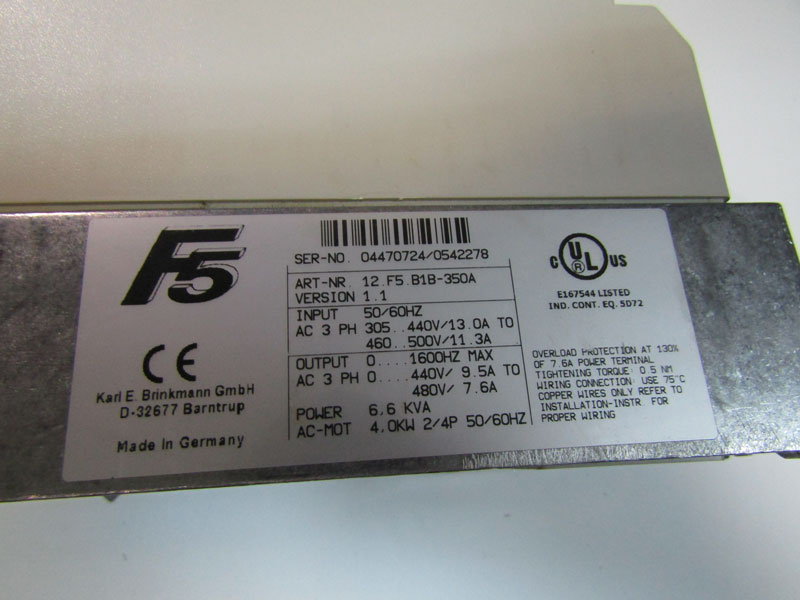 F5
SER-NO. 04470724/0542278
ART-NR. 12.F5.B1B-350A
VERSION 1.1
INPUT 50/60HZ
AC 3 PH 305..440V/13.0A TO
460..500V/11.3A
OUTPUT 0....1600HZ MAX
AC 3 PH 0....440V/ 9.5A TO
480V/ 7.6A
POWER 6,6 KVA
AC-MOT 4.0KW 2/4P 50/60HZ
CE
Karl E. Brinkmann GmbH
D-32677 Barntrup
Made in Germany
C UL US
®
E167544 LISTED
IND. CONT. EQ. 5D72
OVERLOAD PROTECTION AT 130%
OF 7.6A POWER TERMINAL
TIGHTENING TORQUE: 0.5 NM
WIRING CONNECTION: USE 75°C
COPPER WIRES ONLY REFER TO
INSTALLATION-INSTR. FOR
PROPER WIRING